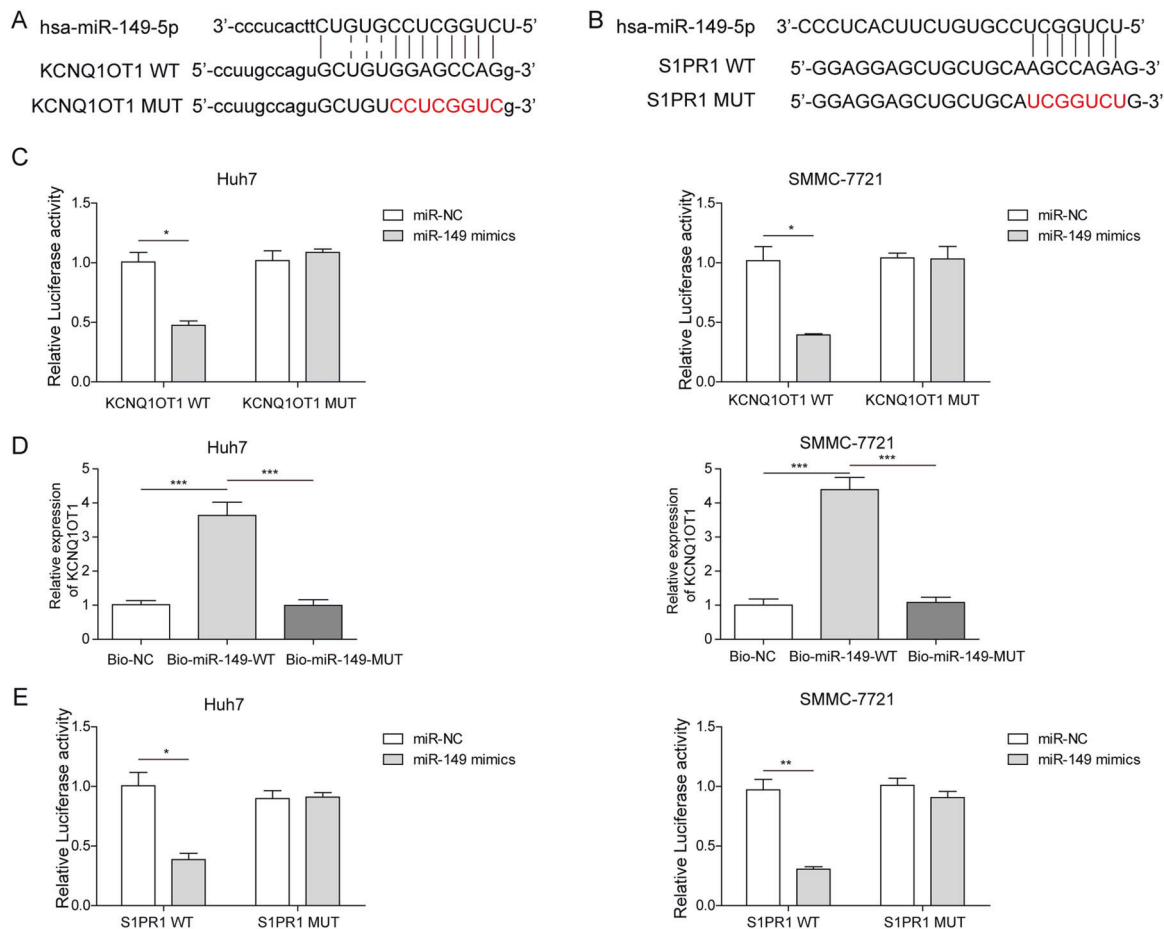 A
hsa-miR-149-5p 3'-cccucacttCUGUGCCUCGGUCU-5'
KCNQ1OT1 WT 5'-ccuugccaguGCUGUGGAGCCAGg-3'
KCNQ1OT1 MUT 5'-ccuugccaguGCUGUCCUCGGUCg-3'
B
hsa-miR-149-5p 3'-CCCUCACUUCUGUGCCUCGGUCU-5'
S1PR1 WT 5'-GGAGGAGCUGCUGCAAGCCAGAG-3'
S1PR1 MUT 5'-GGAGGAGCUGCUGCAUCGGUCUG-3'
C
Huh7
Relative Luciferase activity
1.5
1.0
0.5
0.0
*
KCNQ1OT1 WT KCNQ1OT1 MUT
miR-NC
miR-149 mimics
SMMC-7721
Relative Luciferase activity
1.5
1.0
0.5
0.0
*
KCNQ1OT1 WT KCNQ1OT1 MUT
D
Huh7
Relative expression
of KCNQ1OT1
5
4
3
2
1
0
*** ***
Bio-NC Bio-miR-149-WT Bio-miR-149-MUT
SMMC-7721
Relative expression
of KCNQ1OT1
5
4
3
2
1
0
*** ***
Bio-NC Bio-miR-149-WT Bio-miR-149-MUT
E
Huh7
Relative Luciferase activity
1.5
1.0
0.5
0.0
*
S1PR1 WT S1PR1 MUT
miR-NC
miR-149 mimics
SMMC-7721
Relative Luciferase activity
1.5
1.0
0.5
0.0
**
S1PR1 WT S1PR1 MUT
miR-NC
miR-149 mimics